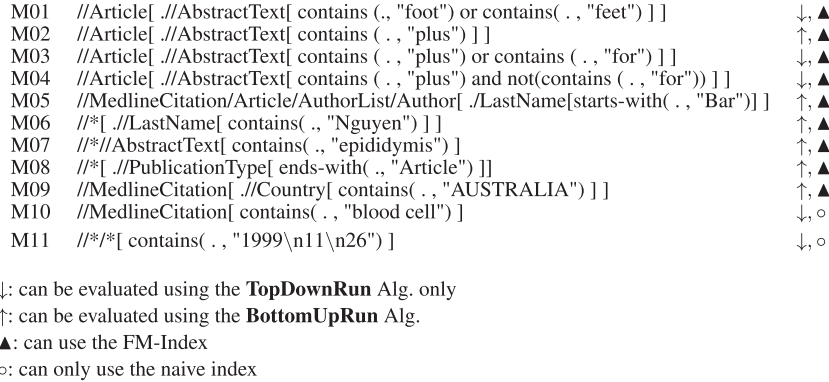 M01 //Article[ .//AbstractText[ contains (., "foot") or contains( . , "feet") ] ] ↓,▲
M02 //Article[ .//AbstractText[ contains ( . , "plus") ] ] ↑,▲
M03 //Article[ .//AbstractText[ contains ( . , "plus") or contains ( . , "for") ] ] ↓,▲
M04 //Article[ .//AbstractText[ contains ( . , "plus") and not(contains ( . , "for")) ] ] ↓,▲
M05 //MedlineCitation/Article/AuthorList/Author[ ./LastName[starts-with( . , "Bar")] ] ↑,▲
M06 //*[ .//LastName[ contains( ., "Nguyen") ] ] ↑,▲
M07 //*//AbstractText[ contains( ., "epididymis") ] ↑,▲
M08 //*[ .//PublicationType[ ends-with( ., "Article") ]] ↑,▲
M09 //MedlineCitation[ .//Country[ contains( . , "AUSTRALIA") ] ] ↑,▲
M10 //MedlineCitation[ contains( . , "blood cell") ] ↓,○
M11 //*/*[ contains( . , "1999\n11\n26") ] ↓,○
↓: can be evaluated using the TopDownRun Alg. only
↑: can be evaluated using the BottomUpRun Alg.
▲: can use the FM-Index
○: can only use the naive index